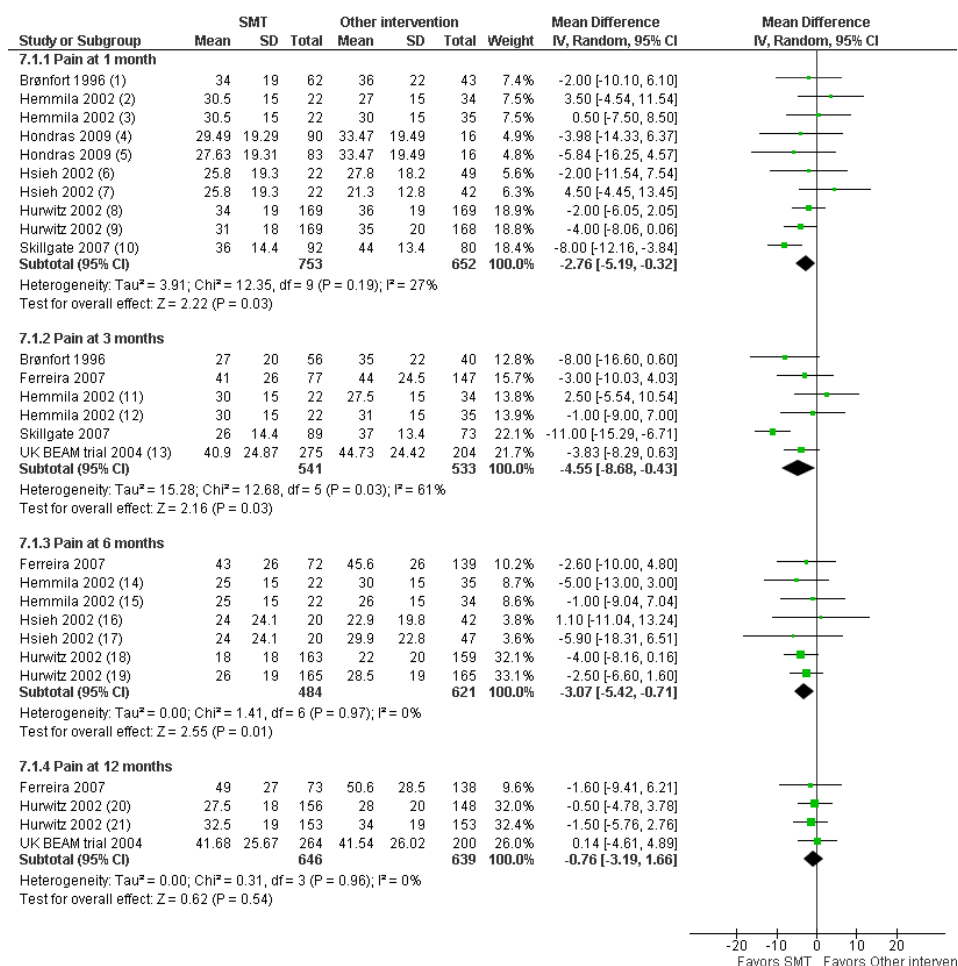 SMT Other intervention Mean Difference Mean Difference
Study or Subgroup Mean SD Total Mean SD Total Weight IV, Random, 95% CI IV, Random, 95% CI
7.1.1 Pain at 1 month
Brønfort 1996 (1) 34 19 62 36 22 43 7.4% -2.00 [-10.10, 6.10]
Hemmila 2002 (2) 30.5 15 22 27 15 34 7.5% 3.50 [-4.54, 11.54]
Hemmila 2002 (3) 30.5 15 22 30 15 35 7.5% 0.50 [-7.50, 8.50]
Hondras 2009 (4) 29.49 19.29 90 33.47 19.49 16 4.9% -3.98 [-14.33, 6.37]
Hondras 2009 (5) 27.63 19.31 83 33.47 19.49 16 4.8% -5.84 [-16.25, 4.57]
Hsieh 2002 (6) 25.8 19.3 22 27.8 18.2 49 5.6% -2.00 [-11.54, 7.54]
Hsieh 2002 (7) 25.8 19.3 22 21.3 12.8 42 6.3% 4.50 [-4.45, 13.45]
Hurwitz 2002 (8) 34 19 169 36 19 169 18.9% -2.00 [-6.05, 2.05]
Hurwitz 2002 (9) 31 18 169 35 20 168 18.8% -4.00 [-8.06, 0.06]
Skillgate 2007 (10) 36 14.4 92 44 13.4 80 18.4% -8.00 [-12.16, -3.84]
Subtotal (95% CI) 753 652 100.0% -2.76 [-5.19, -0.32]
Heterogeneity: Tau² = 3.91; Chi² = 12.35, df = 9 (P = 0.19); I² = 27%
Test for overall effect: Z = 2.22 (P = 0.03)
7.1.2 Pain at 3 months
Brønfort 1996 27 20 56 35 22 40 12.8% -8.00 [-16.60, 0.60]
Ferreira 2007 41 26 77 44 24.5 147 15.7% -3.00 [-10.03, 4.03]
Hemmila 2002 (11) 30 15 22 27.5 15 34 13.8% 2.50 [-5.54, 10.54]
Hemmila 2002 (12) 30 15 22 31 15 35 13.9% -1.00 [-9.00, 7.00]
Skillgate 2007 26 14.4 89 37 13.4 73 22.1% -11.00 [-15.29, -6.71]
UK BEAM trial 2004 (13) 40.9 24.87 275 44.73 24.42 204 21.7% -3.83 [-8.29, 0.63]
Subtotal (95% CI) 541 533 100.0% -4.55 [-8.68, -0.43]
Heterogeneity: Tau² = 15.28; Chi² = 12.68, df = 5 (P = 0.03); I² = 61%
Test for overall effect: Z = 2.16 (P = 0.03)
7.1.3 Pain at 6 months
Ferreira 2007 43 26 72 45.6 26 139 10.2% -2.60 [-10.00, 4.80]
Hemmila 2002 (14) 25 15 22 30 15 35 8.7% -5.00 [-13.00, 3.00]
Hemmila 2002 (15) 25 15 22 26 15 34 8.6% -1.00 [-9.04, 7.04]
Hsieh 2002 (16) 24 24.1 20 22.9 19.8 42 3.8% 1.10 [-11.04, 13.24]
Hsieh 2002 (17) 24 24.1 20 29.9 22.8 47 3.6% -5.90 [-18.31, 6.51]
Hurwitz 2002 (18) 18 18 163 22 20 159 32.1% -4.00 [-8.16, 0.16]
Hurwitz 2002 (19) 26 19 165 28.5 19 165 33.1% -2.50 [-6.60, 1.60]
Subtotal (95% CI) 484 621 100.0% -3.07 [-5.42, -0.71]
Heterogeneity: Tau² = 0.00; Chi² = 1.41, df = 6 (P = 0.97); I² = 0%
Test for overall effect: Z = 2.55 (P = 0.01)
7.1.4 Pain at 12 months
Ferreira 2007 49 27 73 50.6 28.5 138 9.6% -1.60 [-9.41, 6.21]
Hurwitz 2002 (20) 27.5 18 156 28 20 148 32.0% -0.50 [-4.78, 3.78]
Hurwitz 2002 (21) 32.5 19 153 34 19 153 32.4% -1.50 [-5.76, 2.76]
UK BEAM trial 2004 41.68 25.67 264 41.54 26.02 200 26.0% 0.14 [-4.61, 4.89]
Subtotal (95% CI) 646 639 100.0% -0.76 [-3.19, 1.66]
Heterogeneity: Tau² = 0.00; Chi² = 0.31, df = 3 (P = 0.96); I² = 0%
Test for overall effect: Z = 0.62 (P = 0.54)
-20 -10 0 10 20
Favors SMT Favors Other interven